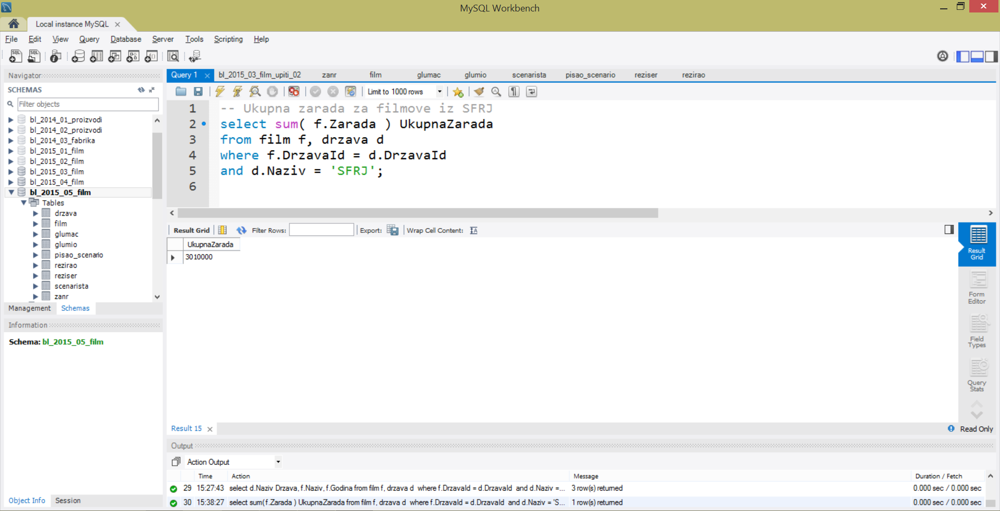 MySQL Workbench
Local instance MySQL
File Edit View Query Database Server Tools Scripting Help
Navigator
SCHEMAS
Filter objects
bl_2014_01_proizvodi
bl_2014_02_proizvodi
bl_2014_03_fabrika
bl_2015_01_film
bl_2015_02_film
bl_2015_03_film
bl_2015_04_film
bl_2015_05_film
Tables
drzava
film
glumac
glumio
pisao_scenario
rezirao
reziser
scenarista
zanr
Management Schemas
Information
Schema: bl_2015_05_film
Object Info Session
Query 1 bl_2015_03_film_upiti_02 zanr film glumac glumio scenarista pisao_scenario reziser rezirao
Limit to 1000 rows
1 -- Ukupna zarada za filmove iz SFRJ
2 select sum( f.Zarada ) UkupnaZarada
3 from film f, drzava d
4 where f.DrzavaId = d.DrzavaId
5 and d.Naziv = 'SFRJ';
6
Result Grid Filter Rows: Export: Wrap Cell Content:
UkupnaZarada
3010000
Result Grid
Form Editor
Field Types
Query Stats
Result 15
Read Only
Output
Action Output
Time Action Message Duration / Fetch
29 15:27:43 select d.Naziv Drzava, f.Naziv, f.Godina from film f, drzava d where f.DrzavaId = d.DrzavaId and d.Naziv =... 3 row(s) returned 0.000 sec / 0.000 sec
30 15:38:27 select sum( f.Zarada ) UkupnaZarada from film f, drzava d where f.DrzavaId = d.DrzavaId and d.Naziv = 'S... 1 row(s) returned 0.000 sec / 0.000 sec